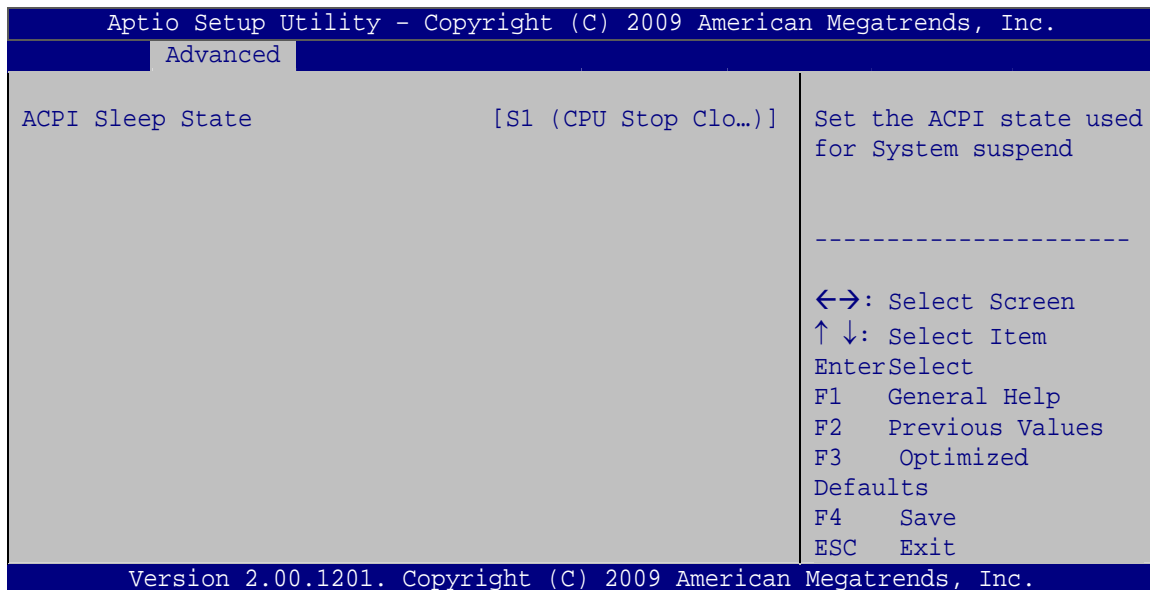 Aptio Setup Utility – Copyright (C) 2009 American Megatrends, Inc.
Advanced
ACPI Sleep State [S1 (CPU Stop Clo…)]
Set the ACPI state used
for System suspend
----------------------
←→: Select Screen
↑ ↓: Select Item
EnterSelect
F1 General Help
F2 Previous Values
F3 Optimized
Defaults
F4 Save
ESC Exit
Version 2.00.1201. Copyright (C) 2009 American Megatrends, Inc.